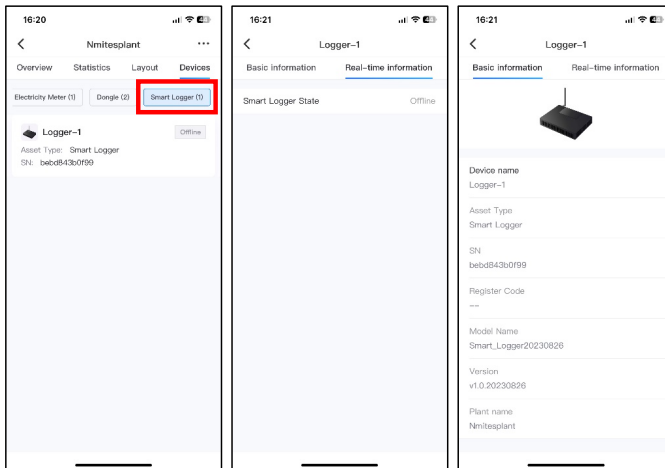 16:20
Nmitesplant
Overview Statistics Layout Devices
Electricity Meter (1) Dongle (2) Smart Logger (1)
Logger-1 Offline
Asset Type: Smart Logger
SN: bebd843b0f99
16:21
Logger-1
Basic information Real-time information
Smart Logger State Offline
16:21
Logger-1
Basic information Real-time information
Device name
Logger-1
Asset Type
Smart Logger
SN
bebd843b0f99
Register Code
--
Model Name
Smart_Logger20230826
Version
v1.0.20230826
Plant name
Nmitesplant